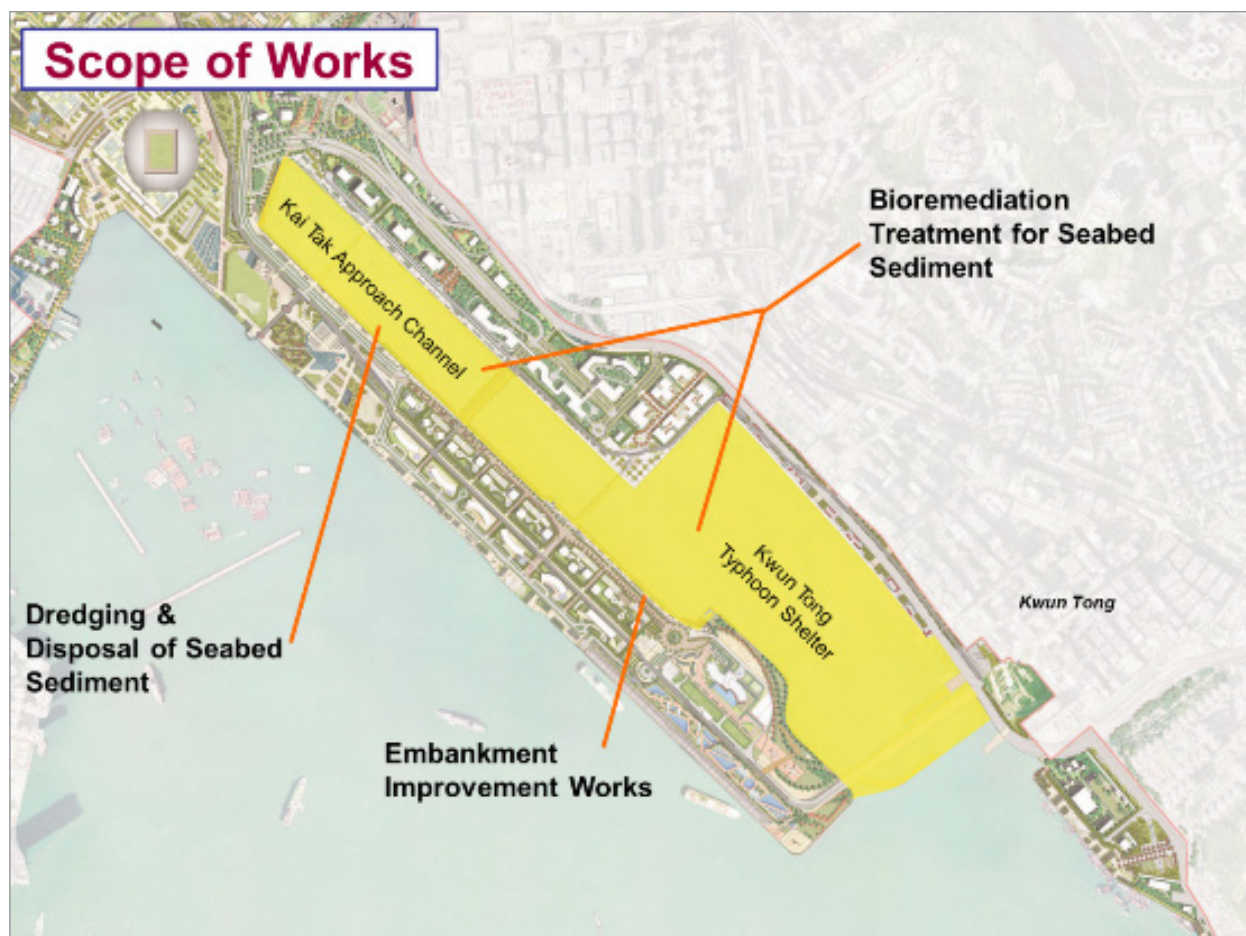 Scope of Works
Bioremediation
Treatment for Seabed
Sediment
Kai Tak Approach Channel
Kwun Tong
Typhoon Shelter
Kwun Tong
Dredging &
Disposal of Seabed
Sediment
Embankment
Improvement Works